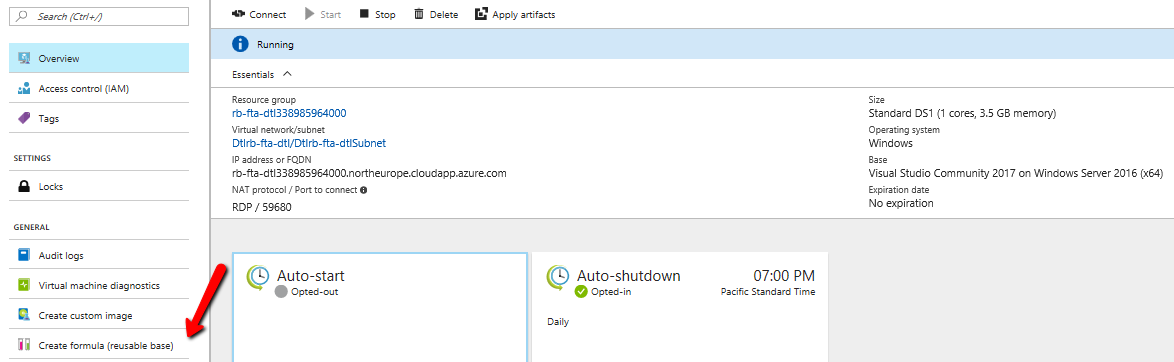 Search (Ctrl+/)
Overview
Access control (IAM)
Tags
SETTINGS
Locks
GENERAL
Audit logs
Virtual machine diagnostics
Create custom image
Create formula (reusable base)
Connect
Start
Stop
Delete
Apply artifacts
Running
Essentials
Resource group
rb-fta-dtl338985964000
Virtual network/subnet
Dtlrb-fta-dtl/Dtlrb-fta-dtlSubnet
IP address or FQDN
rb-fta-dtl338985964000.northeurope.cloudapp.azure.com
NAT protocol / Port to connect
RDP / 59680
Size
Standard DS1 (1 cores, 3.5 GB memory)
Operating system
Windows
Base
Visual Studio Community 2017 on Windows Server 2016 (x64)
Expiration date
No expiration
Auto-start
Opted-out
Auto-shutdown
Opted-in
07:00 PM
Pacific Standard Time
Daily